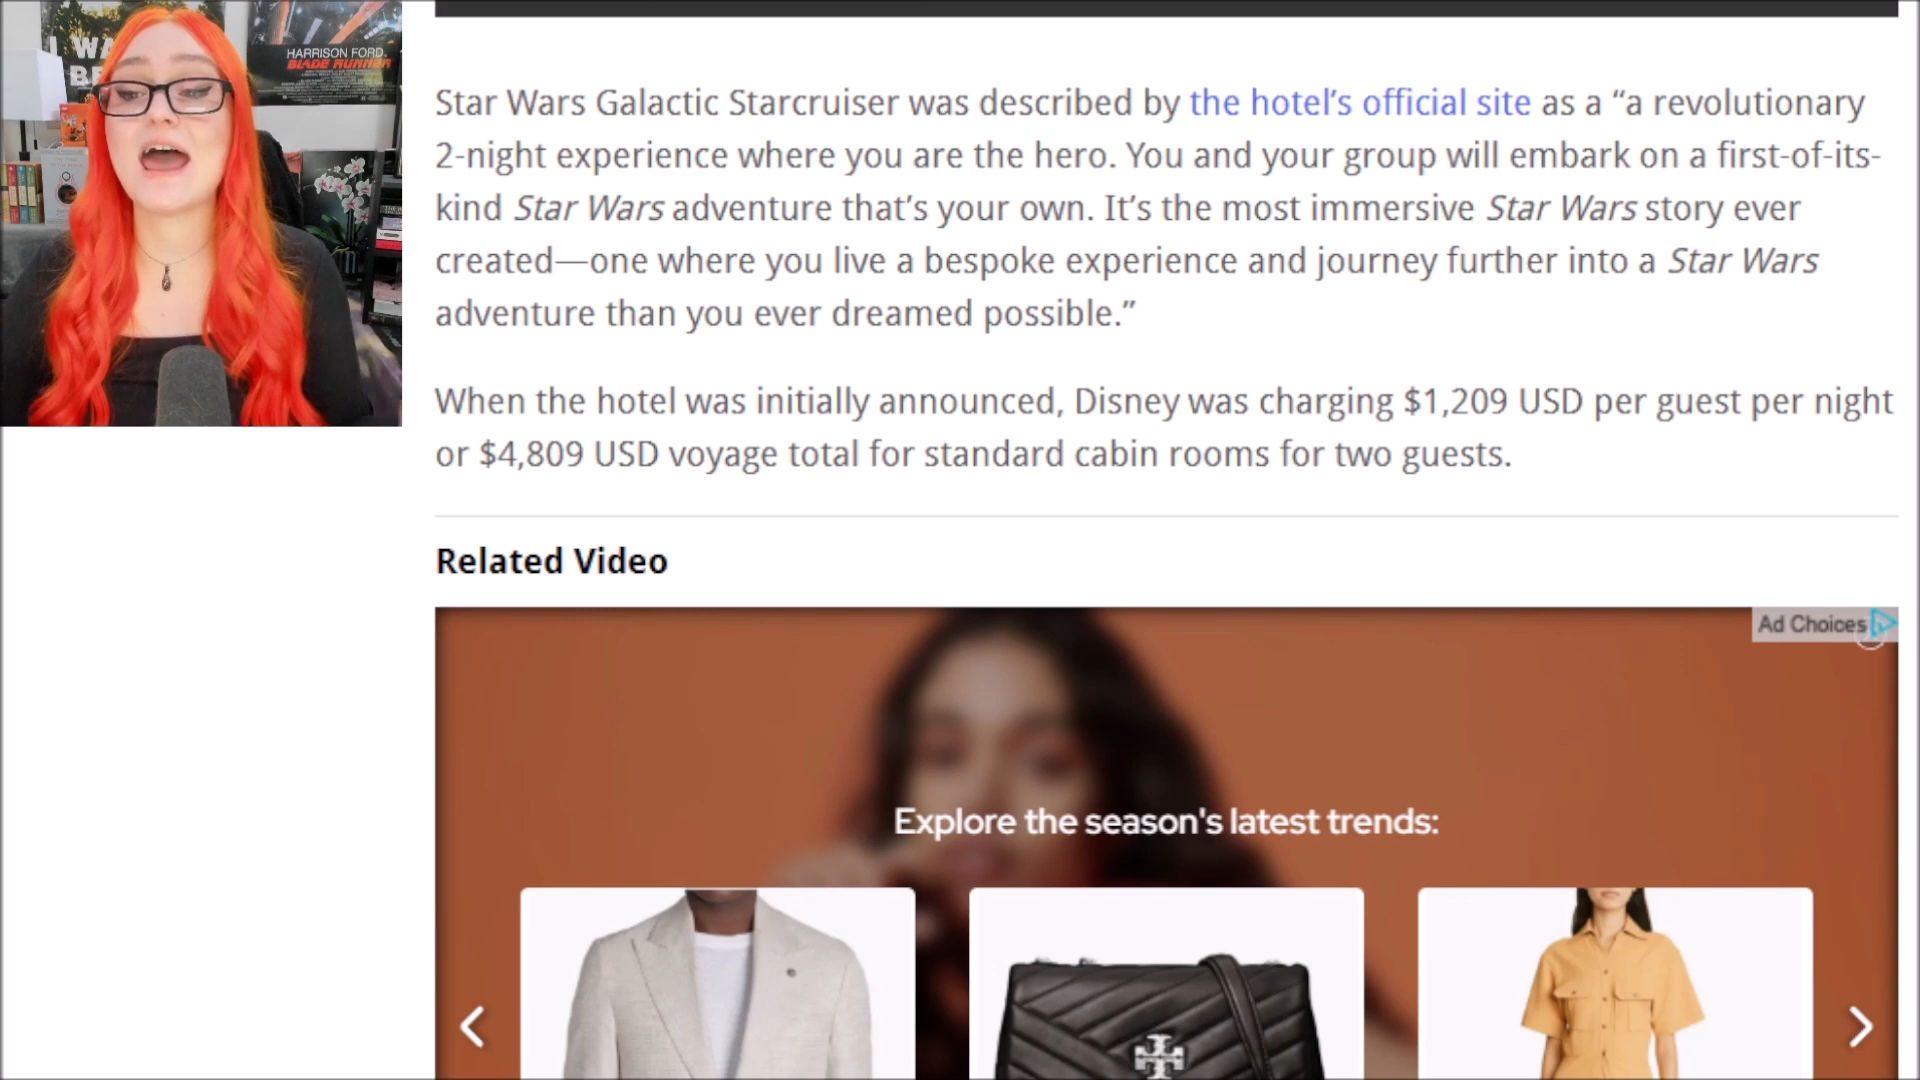 I WA
BE
HARRISON FORD.
BLADE RUNNER
Star Wars Galactic Starcruiser was described by the hotel’s official site as a “a revolutionary
2-night experience where you are the hero. You and your group will embark on a first-of-its-
kind Star Wars adventure that’s your own. It’s the most immersive Star Wars story ever
created—one where you live a bespoke experience and journey further into a Star Wars
adventure than you ever dreamed possible.”
When the hotel was initially announced, Disney was charging $1,209 USD per guest per night
or $4,809 USD voyage total for standard cabin rooms for two guests.
Related Video
Ad Choices
Explore the season's latest trends: